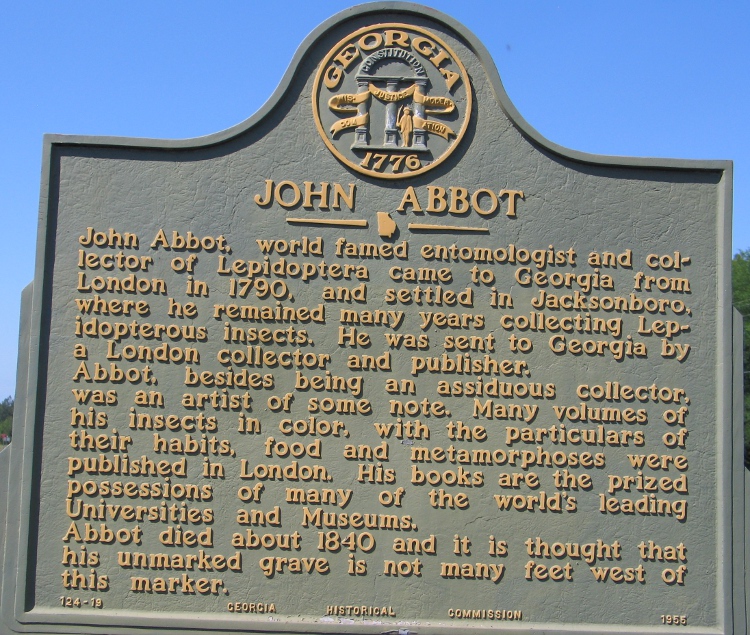 GEORGIA
CONSTITUTION
WIS- JUSTICE MODER-
DOM ATION
1776
JOHN ABBOT
John Abbot, world famed entomologist and col-
lector of Lepidoptera came to Georgia from
London in 1790, and settled in Jacksonboro,
where he remained many years collecting Lep-
idopterous insects. He was sent to Georgia by
a London collector and publisher.
Abbot, besides being an assiduous collector,
was an artist of some note. Many volumes of
his insects in color, with the particulars of
their habits, food and metamorphoses were
published in London. His books are the prized
possessions of many of the world's leading
Universities and Museums.
Abbot died about 1840 and it is thought that
his unmarked grave is not many feet west of
this marker.
124-19 GEORGIA HISTORICAL COMMISSION 1955